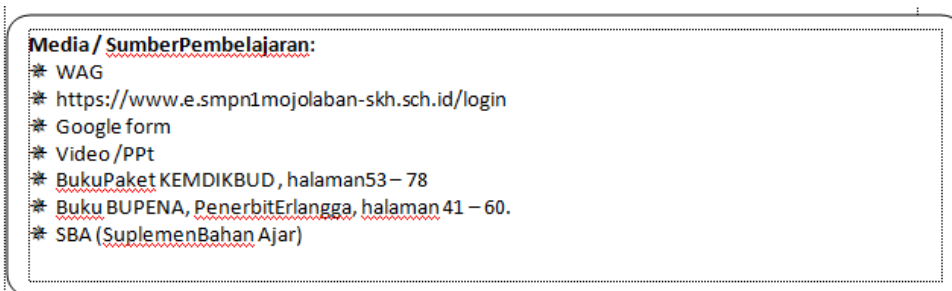 Media / SumberPembelajaran:
✵ WAG
✵ https://www.e.smpn1mojolaban-skh.sch.id/login
✵ Google form
✵ Video /PPt
✵ BukuPaket KEMDIKBUD , halaman53 – 78
✵ Buku BUPENA, PenerbitErlangga, halaman 41 – 60.
✵ SBA (SuplemenBahan Ajar)